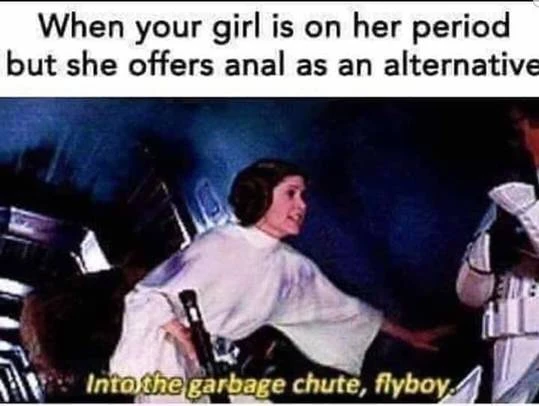 When your girl is on her period
but she offers anal as an alternative
Into the garbage chute, flyboy.